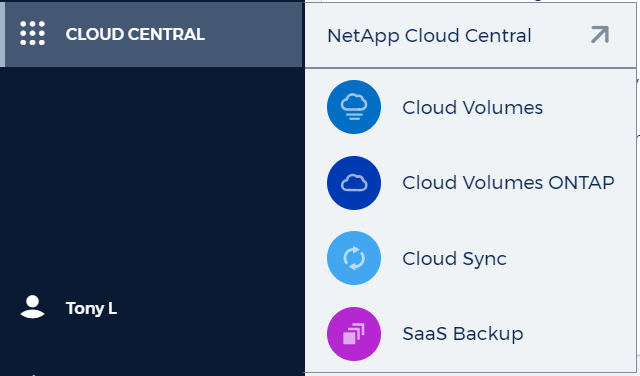 CLOUD CENTRAL
NetApp Cloud Central
Cloud Volumes
Cloud Volumes ONTAP
Cloud Sync
Tony L
SaaS Backup